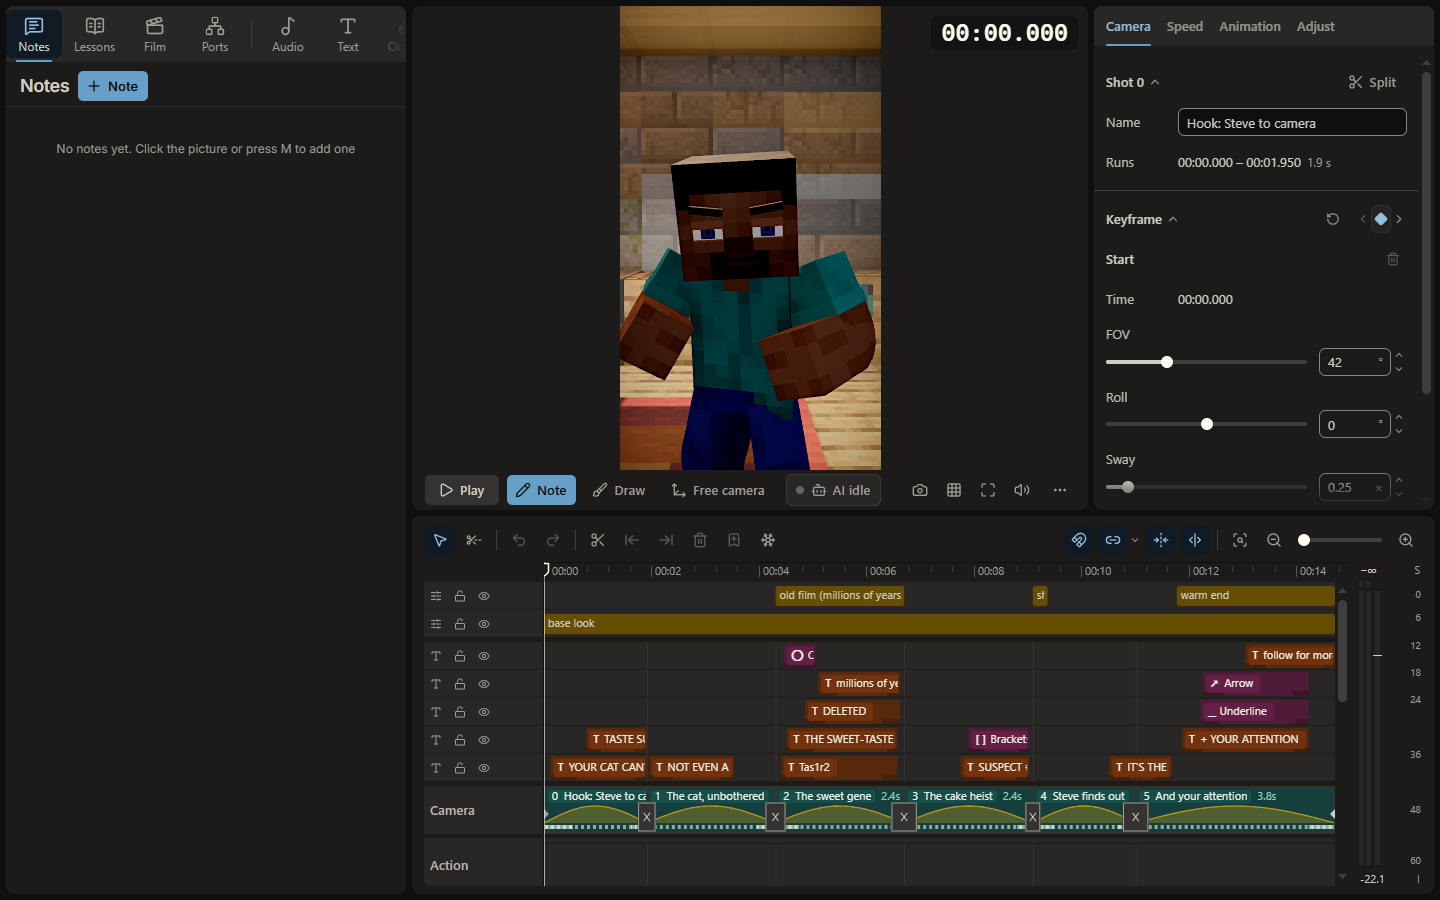 Notes
Lessons
Film
Ports
Audio
Text
Notes
+ Note
No notes yet. Click the picture or press M to add one
00:00.000
Play
Note
Draw
Free camera
AI idle
Camera
Speed
Animation
Adjust
Shot 0
Split
Name
Hook: Steve to camera
Runs
00:00.000 – 00:01.950 1.9 s
Keyframe
Start
Time
00:00.000
FOV
42 °
Roll
0 °
Sway
0.25 ×
00:00
00:02
00:04
00:06
00:08
00:10
00:12
00:14
old film (millions of years
warm end
base look
follow for mor
millions of ye
Arrow
DELETED
Underline
TASTE
THE SWEET-TASTE
Bracket
+ YOUR ATTENTION
YOUR CAT CAN
NOT EVEN A
Tas1r2
SUSPECT
IT'S THE
Camera
0 Hook: Steve to ca
1 The cat, unbothered
2 The sweet gene 2.4s
3 The cake heist 2.4s
4 Steve finds out
5 And your attention 3.8s
X
X
X
X
X
Action
-∞
S
0
6
12
18
24
36
48
60
-22.1